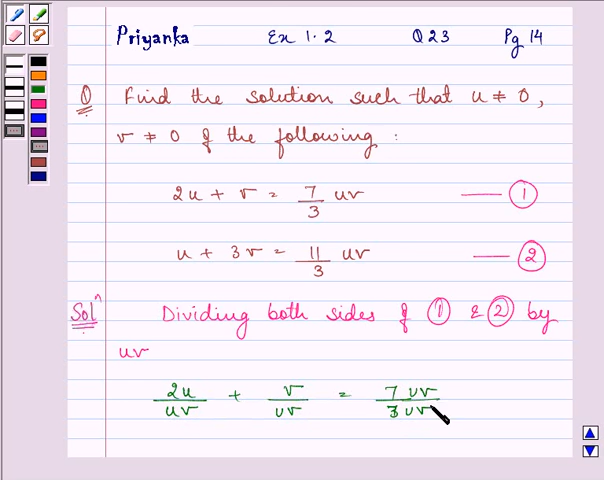 Priyanka Ex 1.2 Q 23 Pg 14
Q Find the solution such that u ≠ 0,
v ≠ 0 of the following :
2u + v = 7/3 uv —— ①
u + 3v = 11/3 uv —— ②
Solⁿ Dividing both sides of ① & ② by
uv
2u/uv + v/uv = 7uv/3uv